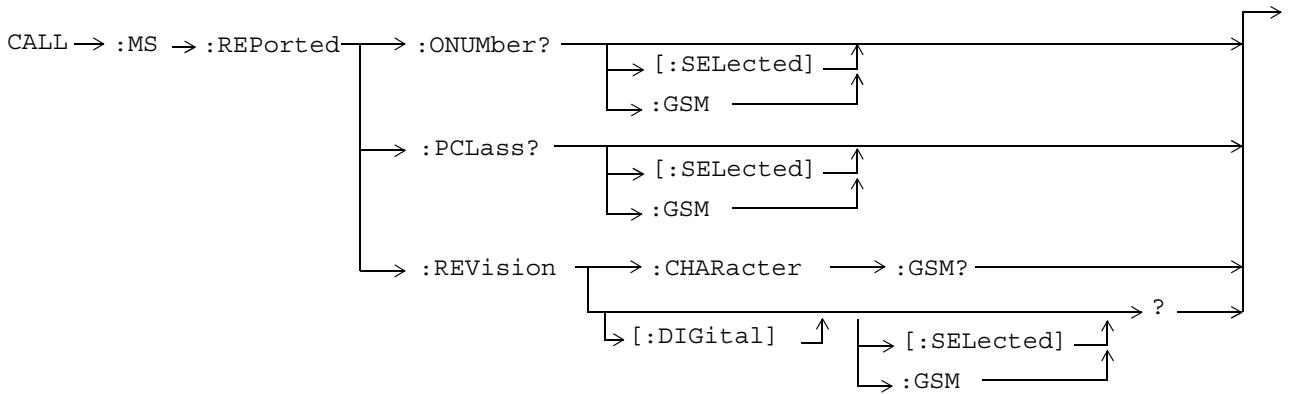 CALL :MS :REPorted :ONUMber?
[:SELected]
:GSM
:PCLass?
[:SELected]
:GSM
:REVision :CHARacter :GSM?
?
[:DIGital] [:SELected]
:GSM